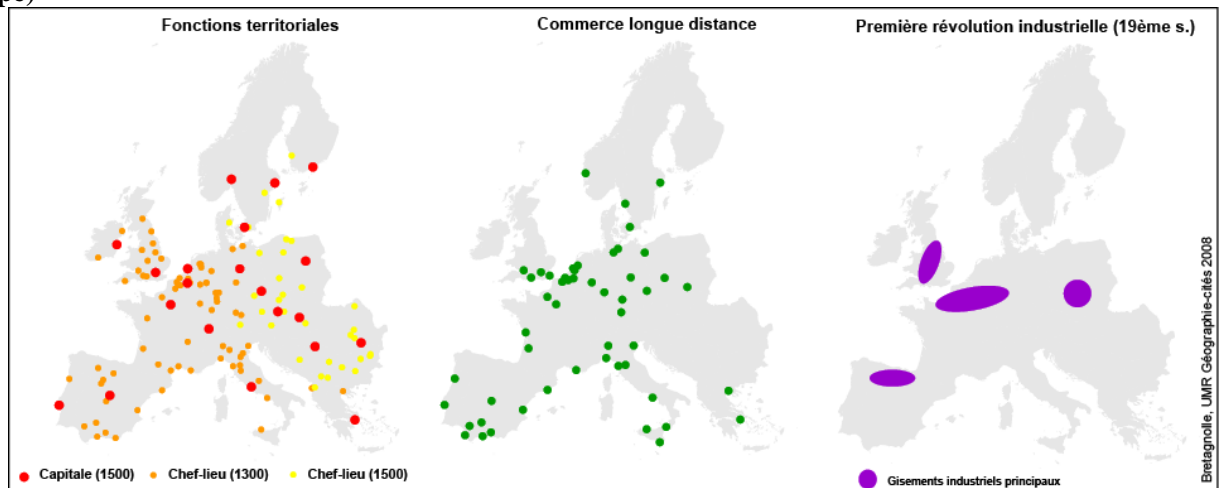 pe)
Fonctions territoriales
Commerce longue distance
Première révolution industrielle (19ème s.)
Capitale (1500)
Chef-lieu (1300)
Chef-lieu (1500)
Gisements industriels principaux
Bretagnolle, UMR Géographie-cités 2008